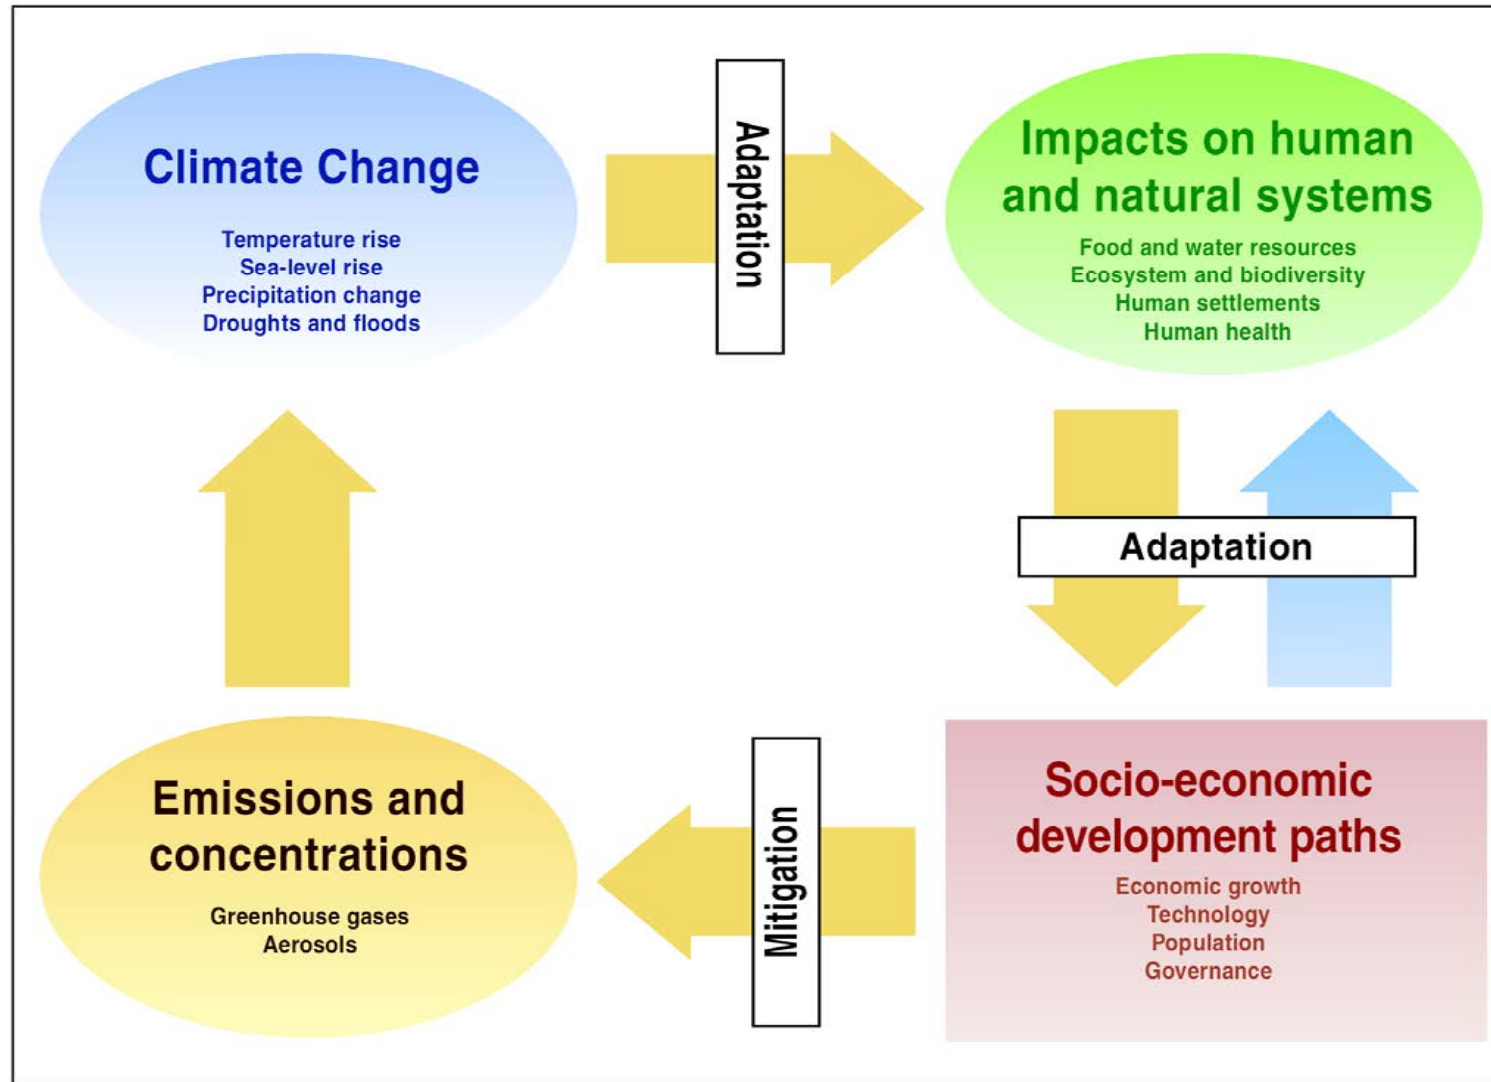 Climate Change
Temperature rise
Sea-level rise
Precipitation change
Droughts and floods
Adaptation
Impacts on human
and natural systems
Food and water resources
Ecosystem and biodiversity
Human settlements
Human health
Adaptation
Socio-economic
development paths
Economic growth
Technology
Population
Governance
Mitigation
Emissions and
concentrations
Greenhouse gases
Aerosols